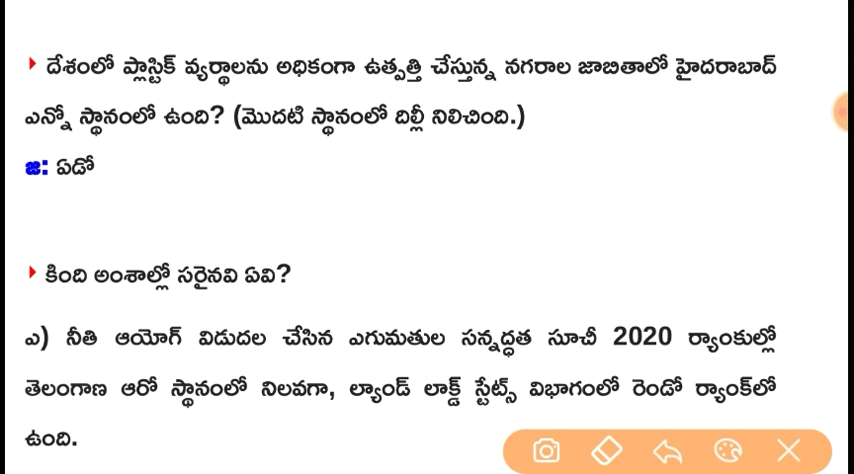 దేశంలో ప్లాస్టిక్ వ్యర్థాలను అధికంగా ఉత్పత్తి చేస్తున్న నగరాల జాబితాలో హైదరాబాద్
ఎన్నో స్థానంలో ఉంది? (మొదటి స్థానంలో దిల్లీ నిలిచింది.)
జ: ఏడో
కింది అంశాల్లో సరైనవి ఏవి?
ఎ) నీతి ఆయోగ్ విడుదల చేసిన ఎగుమతుల సన్నద్ధత సూచీ 2020 ర్యాంకుల్లో
తెలంగాణ ఆరో స్థానంలో నిలవగా, ల్యాండ్ లాక్డ్ స్టేట్స్ విభాగంలో రెండో ర్యాంక్‌లో
ఉంది.